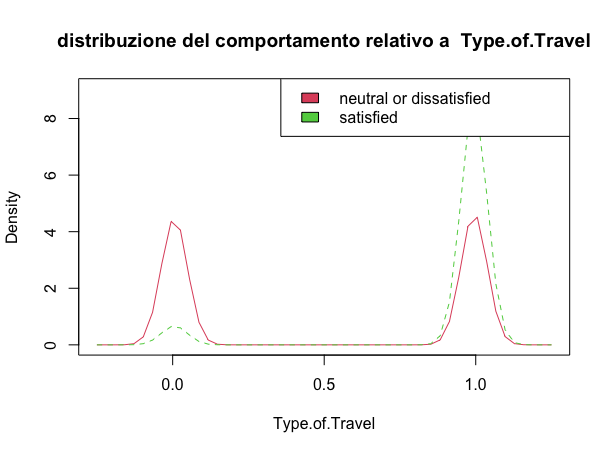 distribuzione del comportamento relativo a  Type.of.Travel
neutral or dissatisfied
satisfied
8
6
4
2
0
Density
0.0 0.5 1.0
Type.of.Travel